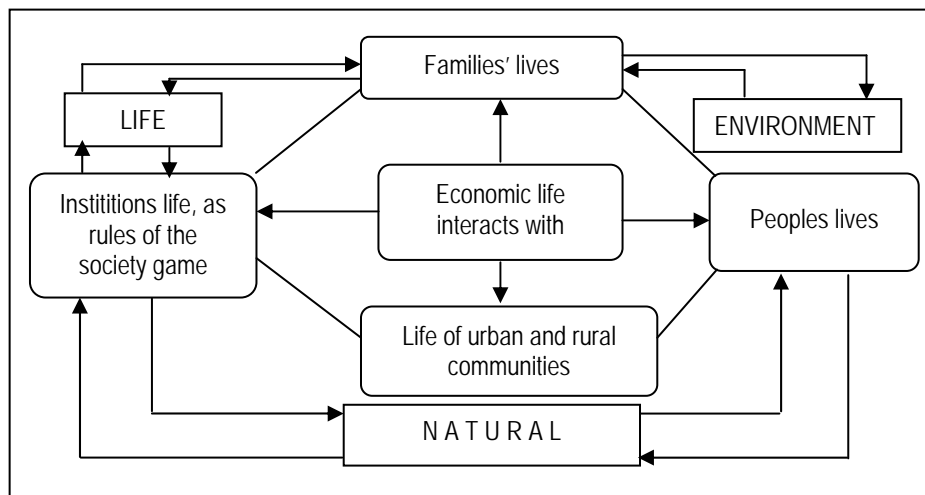 Families' lives
LIFE
ENVIRONMENT
Instititions life, as
rules of the
society game
Economic life
interacts with
Peoples lives
Life of urban and rural
communities
N A T U R A L